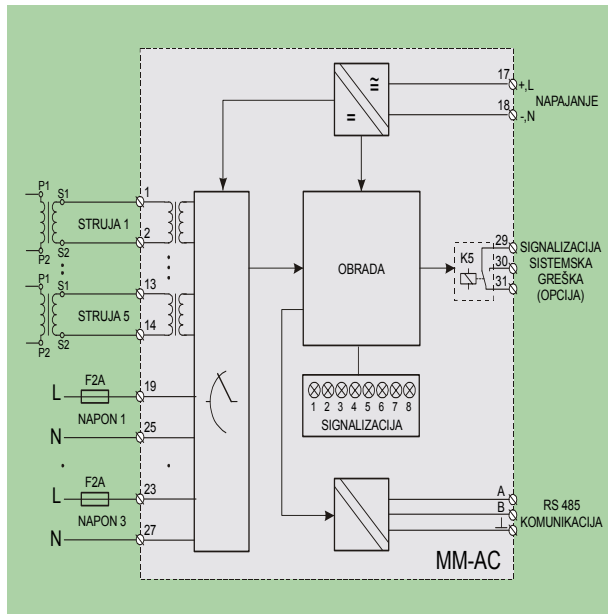 17
+,L
NAPAJANJE
18
-,N
≅
=
P1
S1
1
STRUJA 1
2
S2
P2
P1
S1
13
STRUJA 5
14
S2
P2
OBRADA
K5
29
30
31
SIGNALIZACIJA
SISTEMSKA
GREŠKA
(OPCIJA)
F2A
19
L
NAPON 1
25
N
F2A
23
L
NAPON 3
27
N
1 2 3 4 5 6 7 8
SIGNALIZACIJA
A
B
RS 485
KOMUNIKACIJA
MM-AC